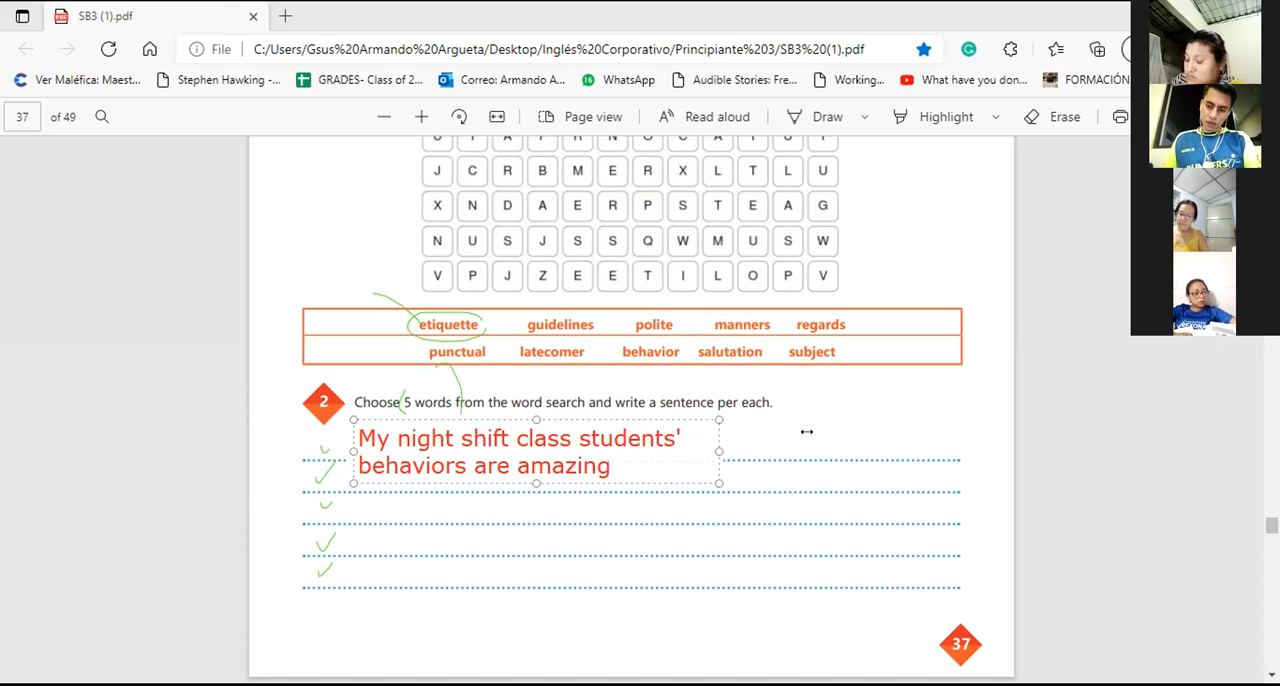 SB3 (1).pdf
File C:/Users/Gsus%20Armando%20Argueta/Desktop/Inglés%20Corporativo/Principiante%203/SB3%20(1).pdf
Ver Maléfica: Maest... Stephen Hawking -... GRADES- Class of 2... Correo: Armando A... WhatsApp Audible Stories: Fre... Working... What have you don... FORMACIÓN
37 of 49 Page view Read aloud Draw Highlight Erase
J C R B M E R X L T L U
X N D A E R P S T E A G
N U S J S S Q W M U S W
V P J Z E E T I L O P V
etiquette guidelines polite manners regards
punctual latecomer behavior salutation subject
2 Choose 5 words from the word search and write a sentence per each.
My night shift class students'
behaviors are amazing
37